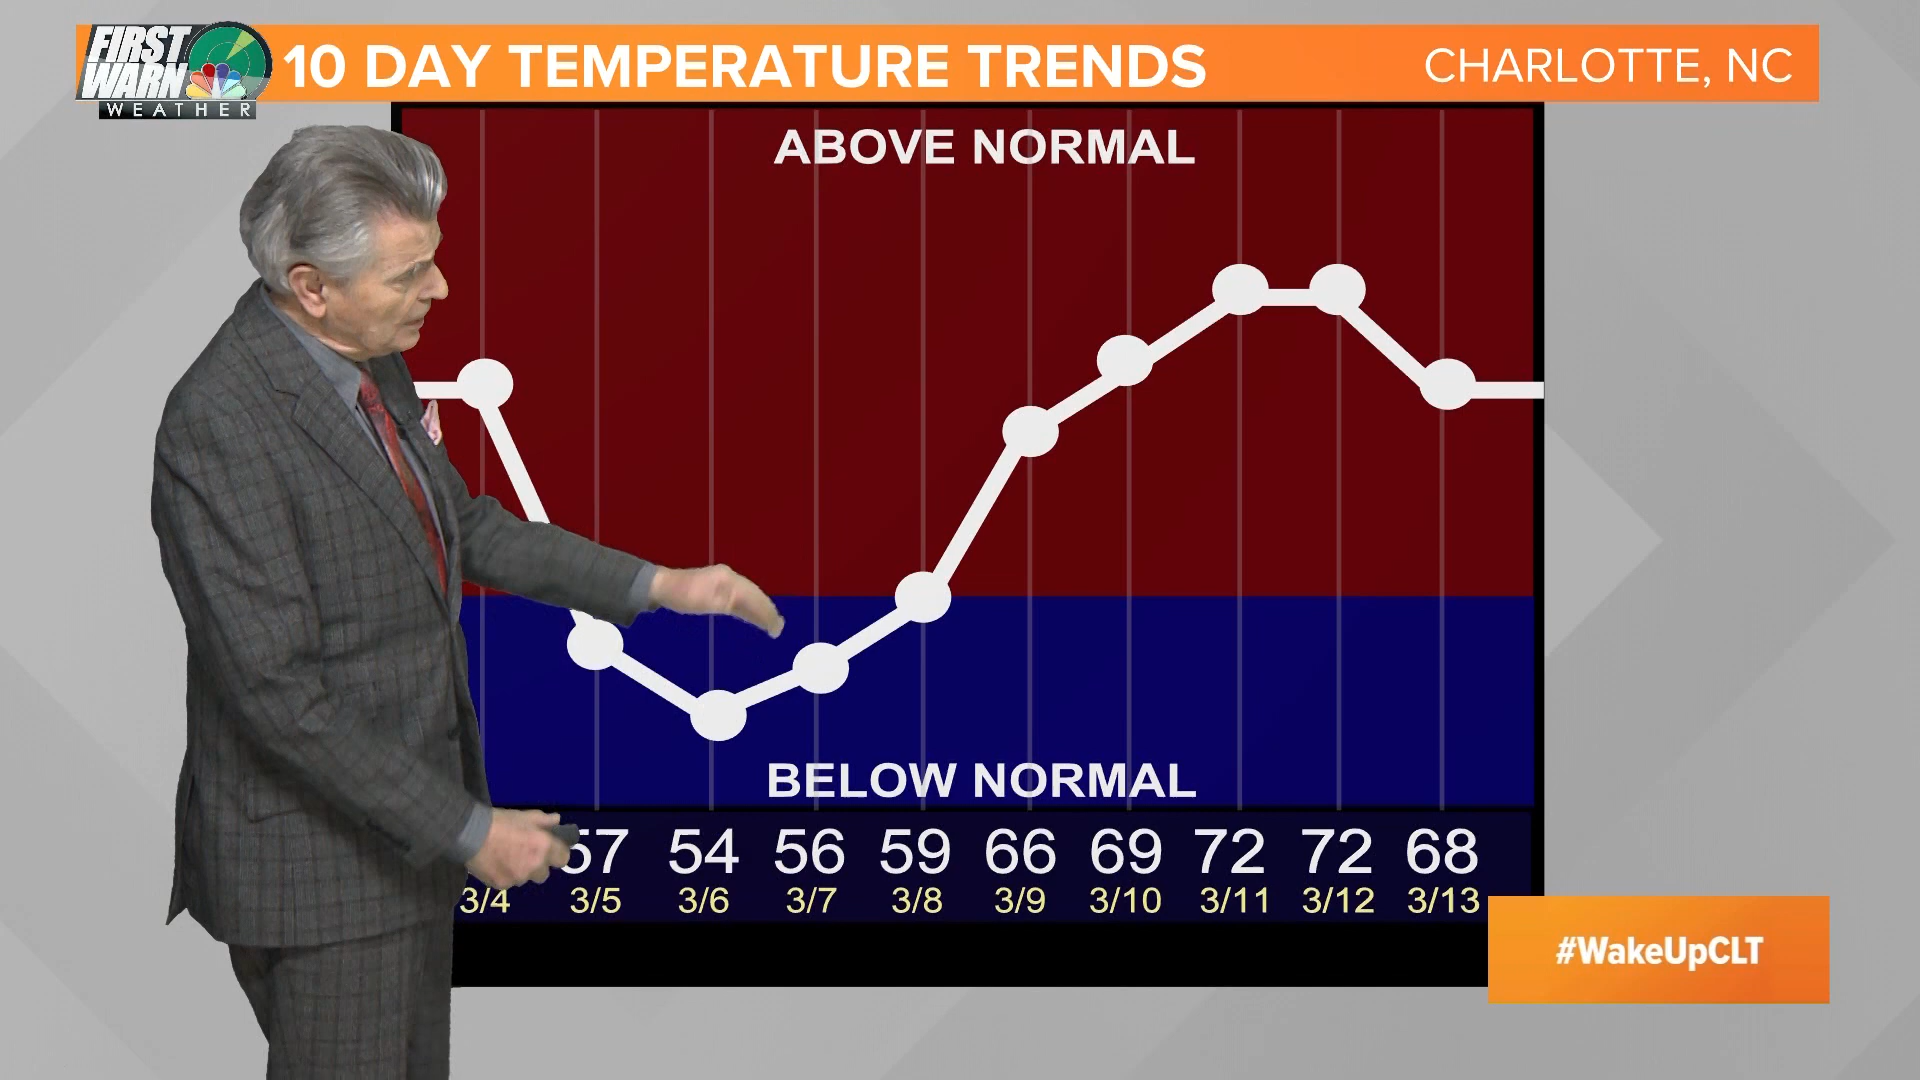 FIRST
WARN
WEATHER
10 DAY TEMPERATURE TRENDS
CHARLOTTE, NC
ABOVE NORMAL
BELOW NORMAL
57 54 56 59 66 69 72 72 68
3/4 3/5 3/6 3/7 3/8 3/9 3/10 3/11 3/12 3/13
#WakeUpCLT